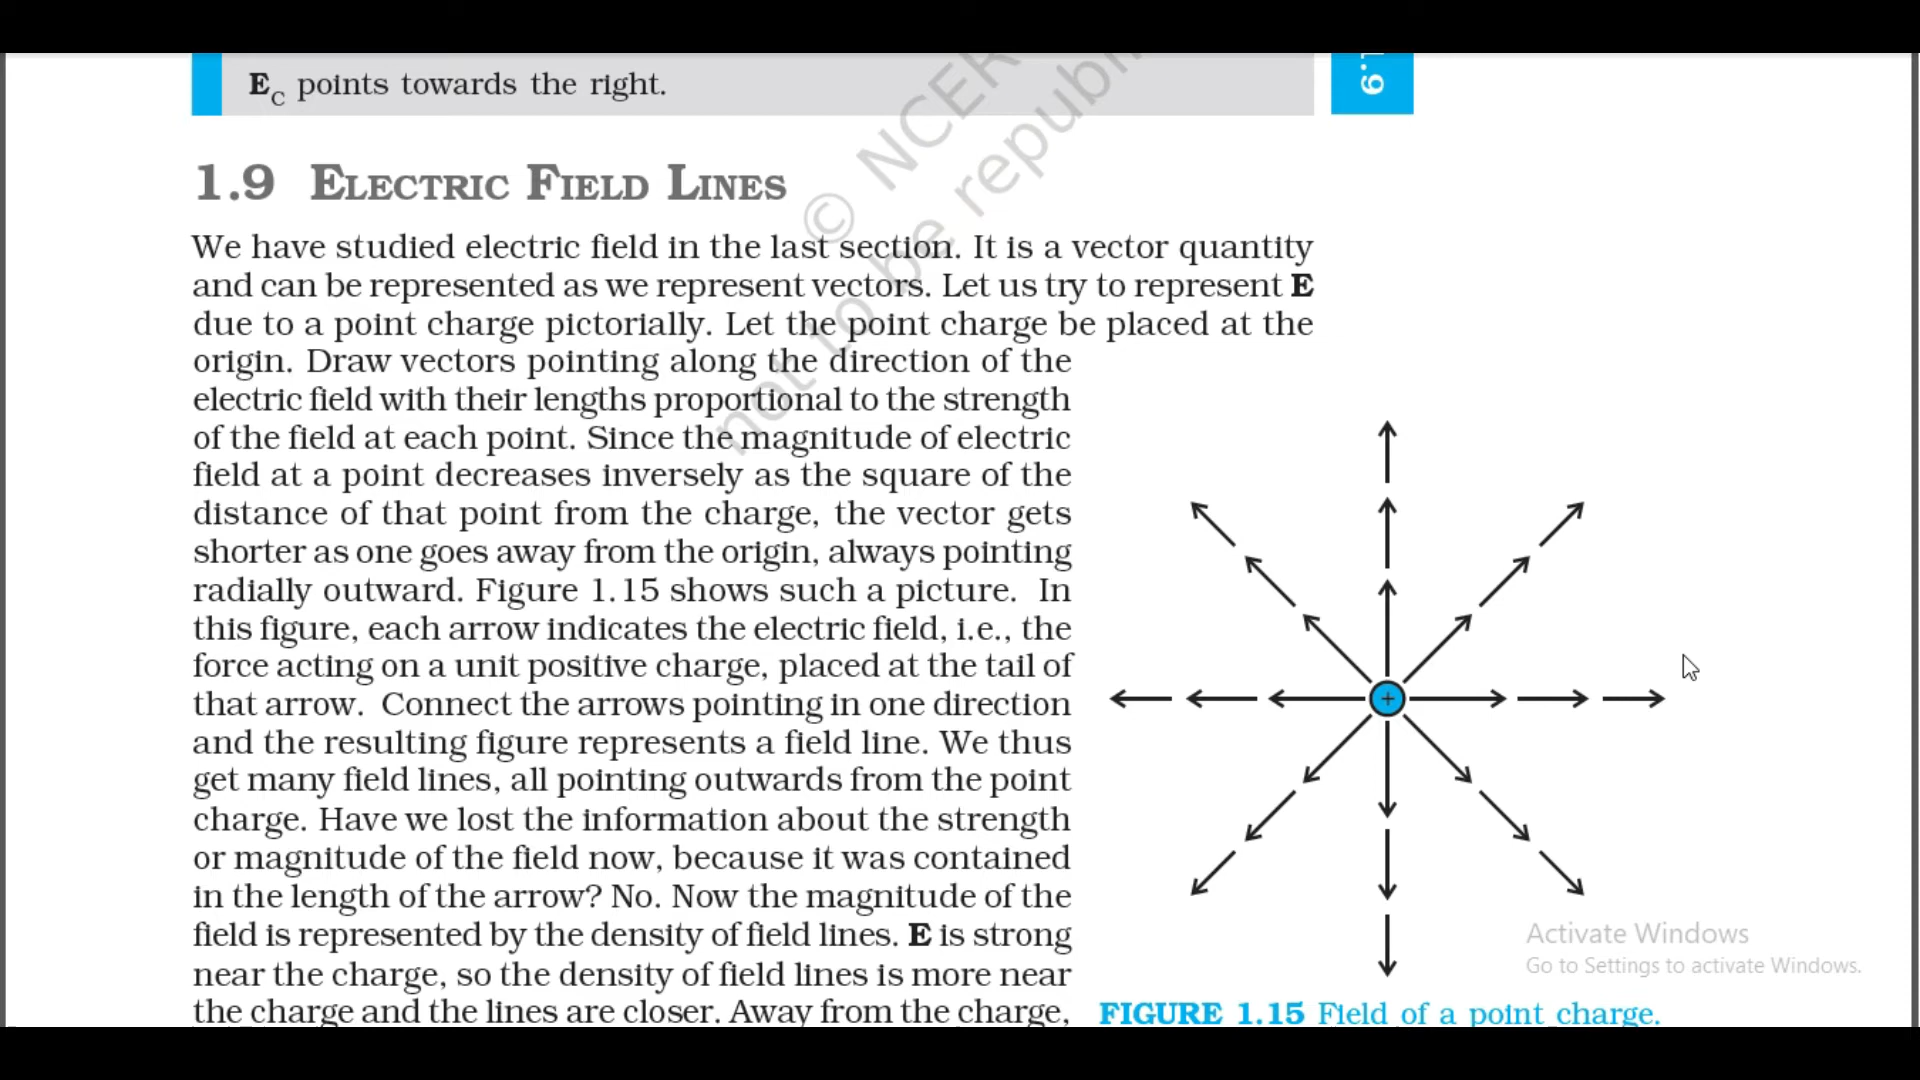 E_C points towards the right.
1.9
1.9 ELECTRIC FIELD LINES
We have studied electric field in the last section. It is a vector quantity
and can be represented as we represent vectors. Let us try to represent E
due to a point charge pictorially. Let the point charge be placed at the
origin. Draw vectors pointing along the direction of the
electric field with their lengths proportional to the strength
of the field at each point. Since the magnitude of electric
field at a point decreases inversely as the square of the
distance of that point from the charge, the vector gets
shorter as one goes away from the origin, always pointing
radially outward. Figure 1.15 shows such a picture. In
this figure, each arrow indicates the electric field, i.e., the
force acting on a unit positive charge, placed at the tail of
that arrow. Connect the arrows pointing in one direction
and the resulting figure represents a field line. We thus
get many field lines, all pointing outwards from the point
charge. Have we lost the information about the strength
or magnitude of the field now, because it was contained
in the length of the arrow? No. Now the magnitude of the
field is represented by the density of field lines. E is strong
near the charge, so the density of field lines is more near
the charge and the lines are closer. Away from the charge,
+
FIGURE 1.15 Field of a point charge.
© NCER
not to be republi
Activate Windows
Go to Settings to activate Windows.